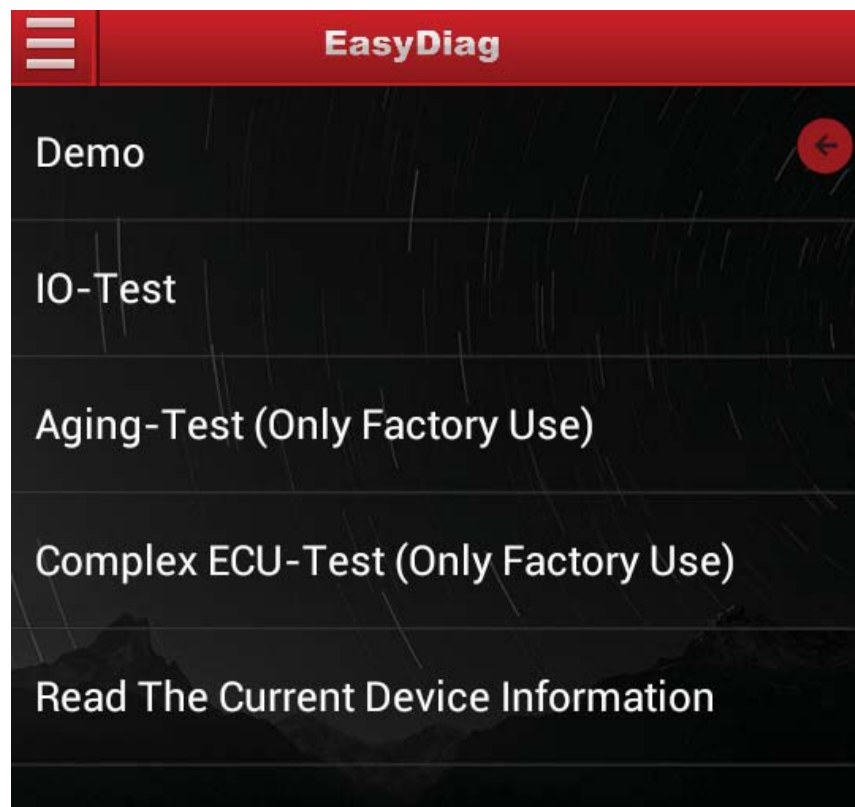 EasyDiag
Demo
IO-Test
Aging-Test (Only Factory Use)
Complex ECU-Test (Only Factory Use)
Read The Current Device Information